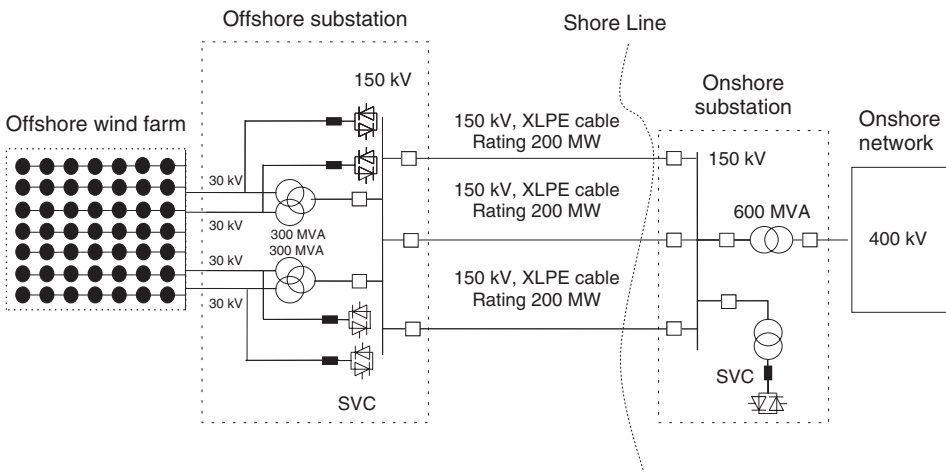 Offshore substation
Shore Line
150 kV
Onshore
substation
Onshore
network
Offshore wind farm
150 kV, XLPE cable
Rating 200 MW
150 kV
30 kV
150 kV, XLPE cable
Rating 200 MW
600 MVA
30 kV
300 MVA
300 MVA
400 kV
30 kV
150 kV, XLPE cable
Rating 200 MW
30 kV
SVC
SVC